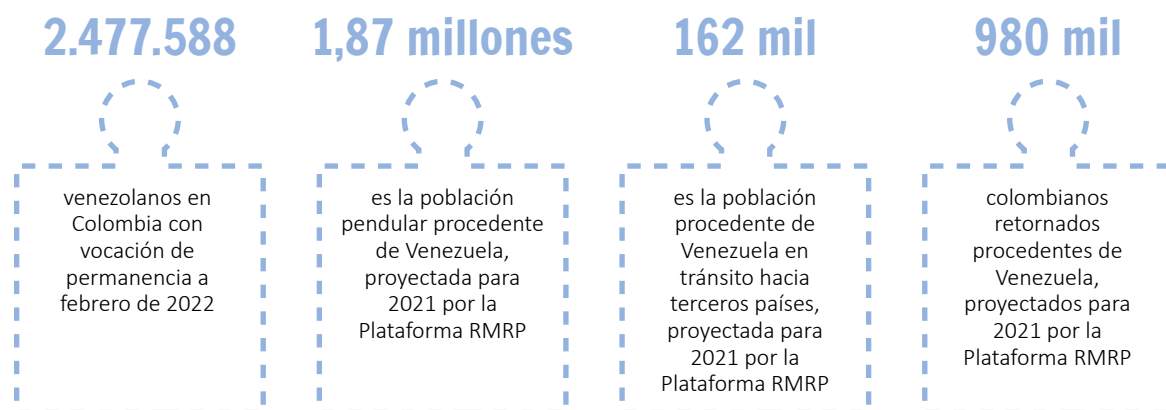 2.477.588
venezolanos en
Colombia con
vocación de
permanencia a
febrero de 2022
1,87 millones
es la población
pendular procedente
de Venezuela,
proyectada para
2021 por la
Plataforma RMRP
162 mil
es la población
procedente de
Venezuela en
tránsito hacia
terceros países,
proyectada para
2021 por la
Plataforma RMRP
980 mil
colombianos
retornados
procedentes de
Venezuela,
proyectados para
2021 por la
Plataforma RMRP